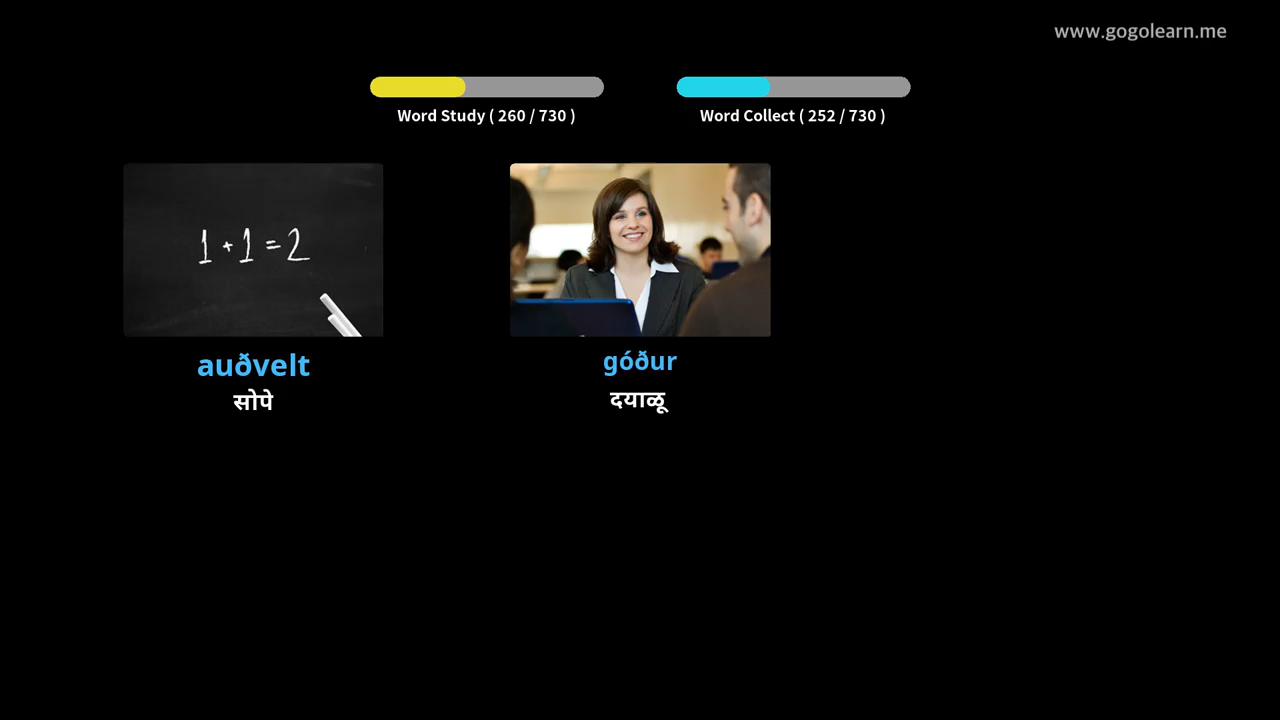 www.gogolearn.me
Word Study ( 260 / 730 )
Word Collect ( 252 / 730 )
1 + 1 = 2
auðvelt
सोपे
góður
दयाळू